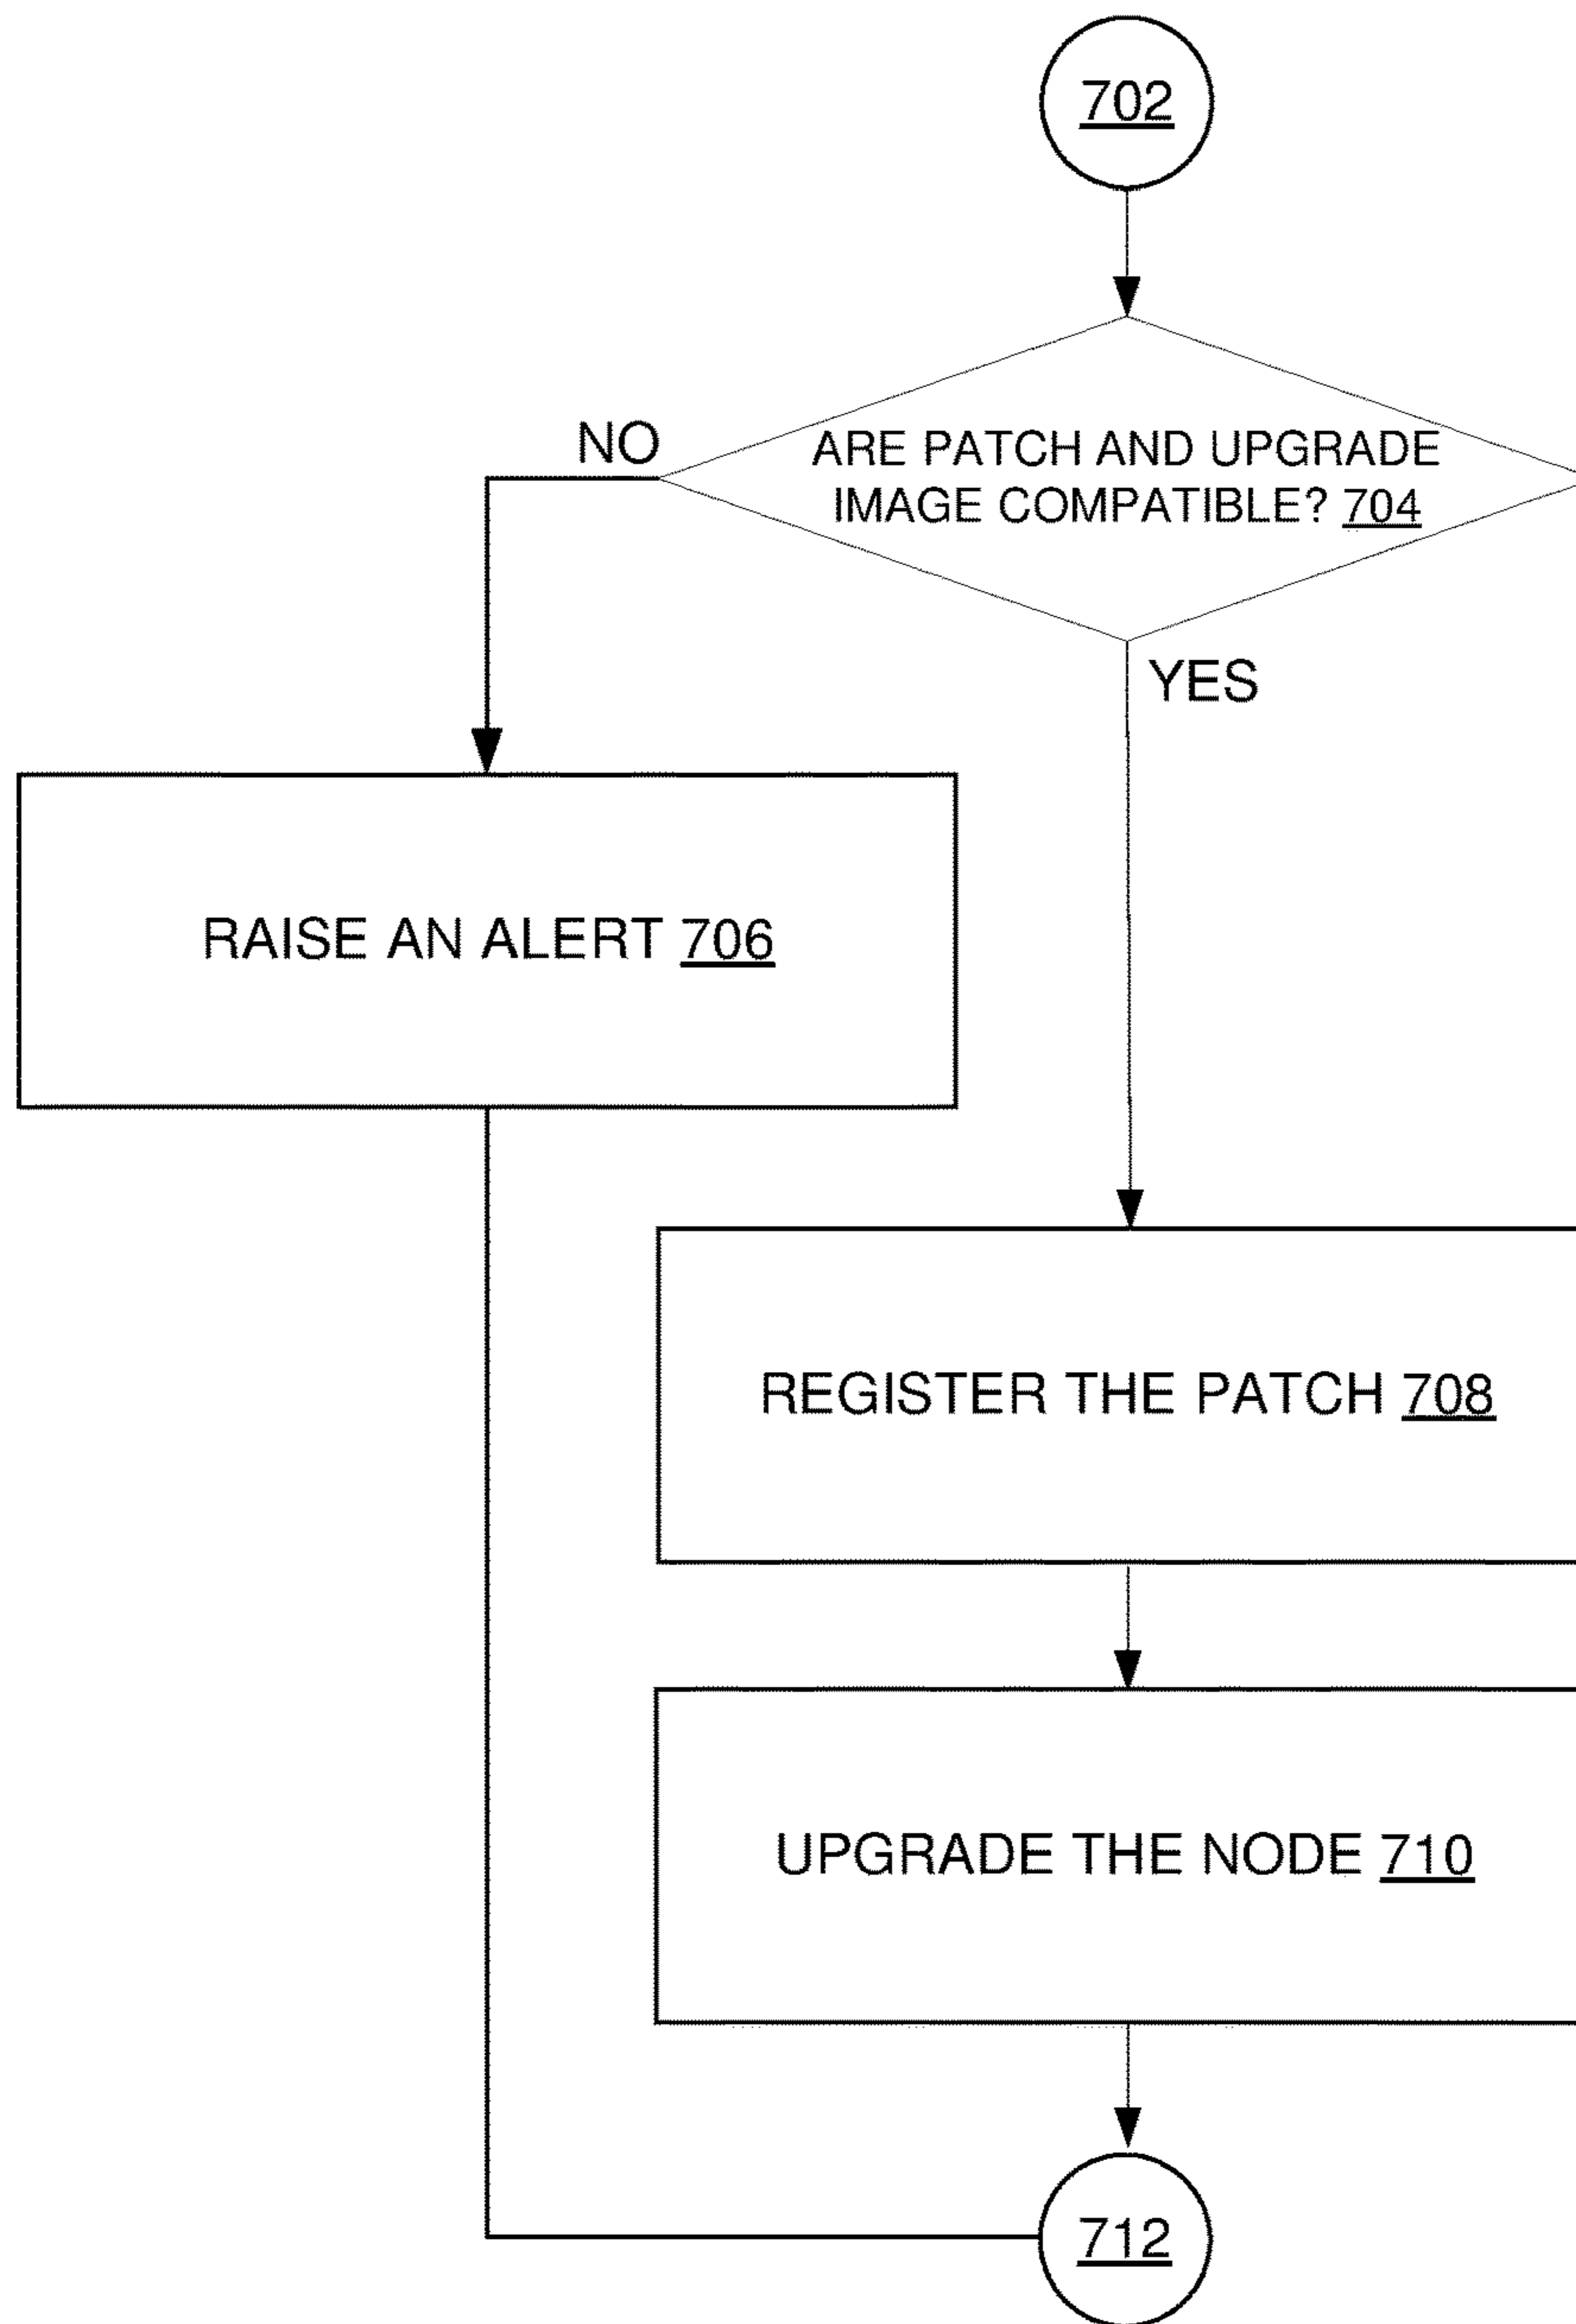 702
NO
ARE PATCH AND UPGRADE
IMAGE COMPATIBLE? 704
YES
RAISE AN ALERT 706
REGISTER THE PATCH 708
UPGRADE THE NODE 710
712